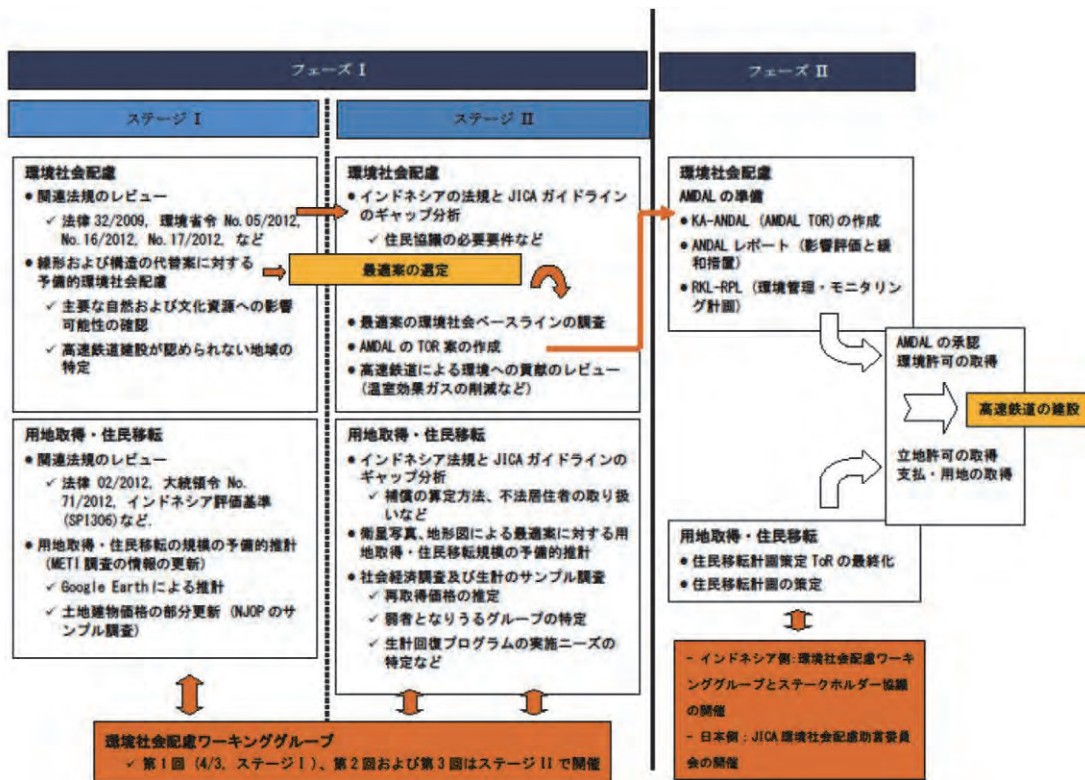 フェーズ I
ステージ I
環境社会配慮
● 関連法規のレビュー
✓ 法律 32/2009, 環境省令 No.05/2012,
No.16/2012, No.17/2012, など
● 線形および構造の代替案に対する
予備的環境社会配慮
✓ 主要な自然および文化資源への影響
可能性の確認
✓ 高速鉄道建設が認められない地域の
特定
用地取得・住民移転
● 関連法規のレビュー
✓ 法律 02/2012, 大統領令 No.
71/2012, インドネシア評価基準
(SPI306)など.
● 用地取得・住民移転の規模の予備的推計
(METI 調査の情報の更新)
✓ Google Earth による推計
✓ 土地建物価格の部分更新 (NJOP のサ
ンプル調査)
ステージ II
環境社会配慮
● インドネシアの法規と JICA ガイドライン
のギャップ分析
✓ 住民協議の必要要件など
最適案の選定
● 最適案の環境社会ベースラインの調査
● AMDAL の TOR 案の作成
● 高速鉄道による環境への貢献のレビュー
(温室効果ガスの削減など)
用地取得・住民移転
● インドネシア法規と JICA ガイドラインの
ギャップ分析
✓ 補償の算定方法、不法居住者の取り扱
いなど
● 衛星写真、地形図による最適案に対する用
地取得・住民移転規模の予備的推計
● 社会経済調査及び生計のサンプル調査
✓ 再取得価格の推定
✓ 弱者となりうるグループの特定
✓ 生計回復プログラムの実施ニーズの
特定など
環境社会配慮ワーキンググループ
✓ 第1回 (4/3, ステージ I )、第2回および第3回はステージ II で開催
フェーズ II
環境社会配慮
AMDAL の準備
● KA-ANDAL (AMDAL TOR)の作成
● ANDAL レポート (影響評価と緩
和措置)
● RKL-RPL (環境管理・モニタリン
グ計画)
AMDAL の承認
環境許可の取得
高速鉄道の建設
立地許可の取得
支払・用地の取得
用地取得・住民移転
● 住民移転計画策定 ToR の最終化
● 住民移転計画の策定
- インドネシア側:環境社会配慮ワーキ
ンググループとステークホルダー協議
の開催
- 日本側:JICA 環境社会配慮助言委員
会の開催